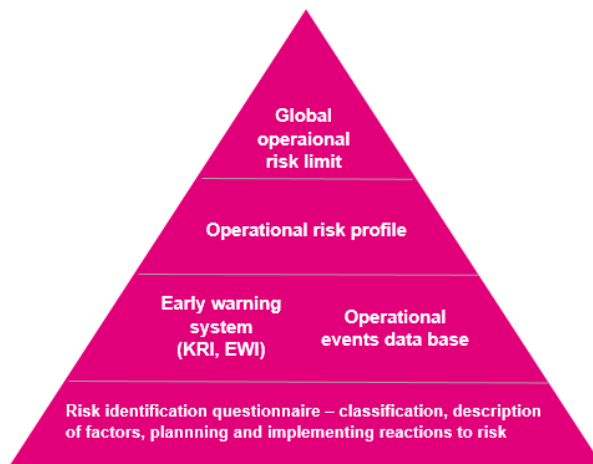 Global
operaional
risk limit
Operational risk profile
Early warning
system
(KRI, EWI)
Operational
events data base
Risk identification questionnaire – classification, description
of factors, plannning and implementing reactions to risk